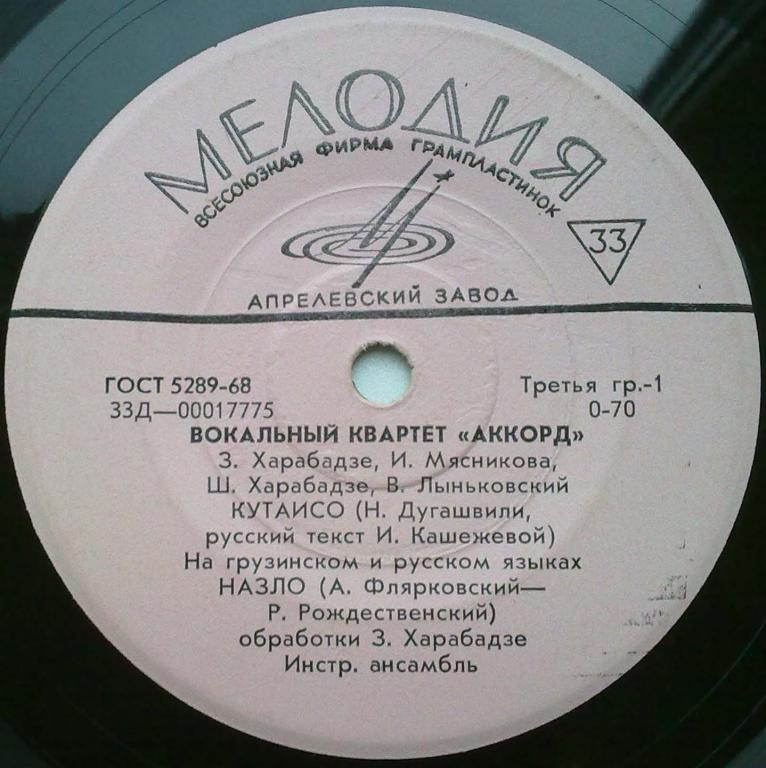 МЕЛОДИЯ
ВСЕСОЮЗНАЯ ФИРМА ГРАМПЛАСТИНОК
33
АПРЕЛЕВСКИЙ ЗАВОД
ГОСТ 5289-68 Третья гр.-1
33Д—00017775 0-70
ВОКАЛЬНЫЙ КВАРТЕТ «АККОРД»
З. Харабадзе, И. Мясникова,
Ш. Харабадзе, В. Лыньковский
КУТАИСО (Н. Дугашвили,
русский текст И. Кашежевой)
На грузинском и русском языках
НАЗЛО (А. Флярковский—
Р. Рождественский)
обработки З. Харабадзе
Инстр. ансамбль